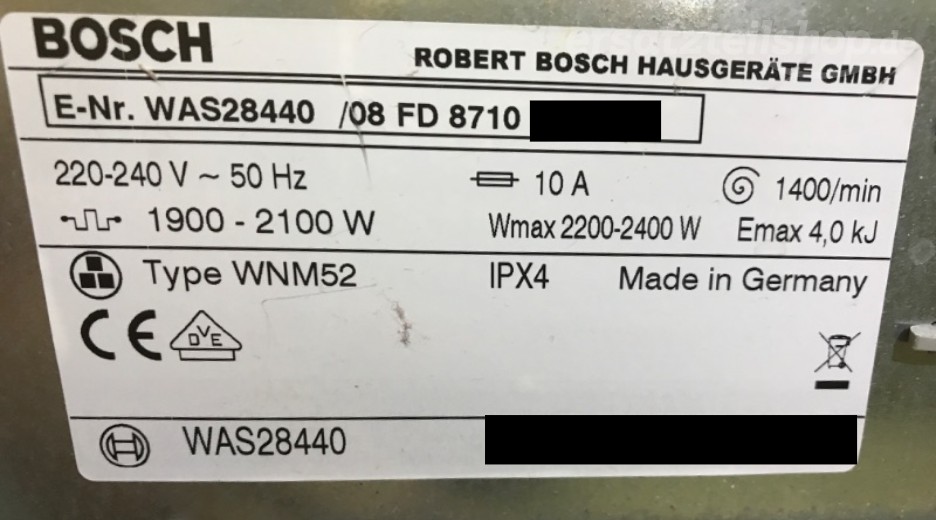 BOSCH
ROBERT BOSCH HAUSGERÄTE GMBH
E-Nr. WAS28440 /08 FD 8710
220-240 V ~ 50 Hz 10 A 1400/min
1900 - 2100 W Wmax 2200-2400 W Emax 4,0 kJ
Type WNM52 IPX4 Made in Germany
CE DVE
WAS28440